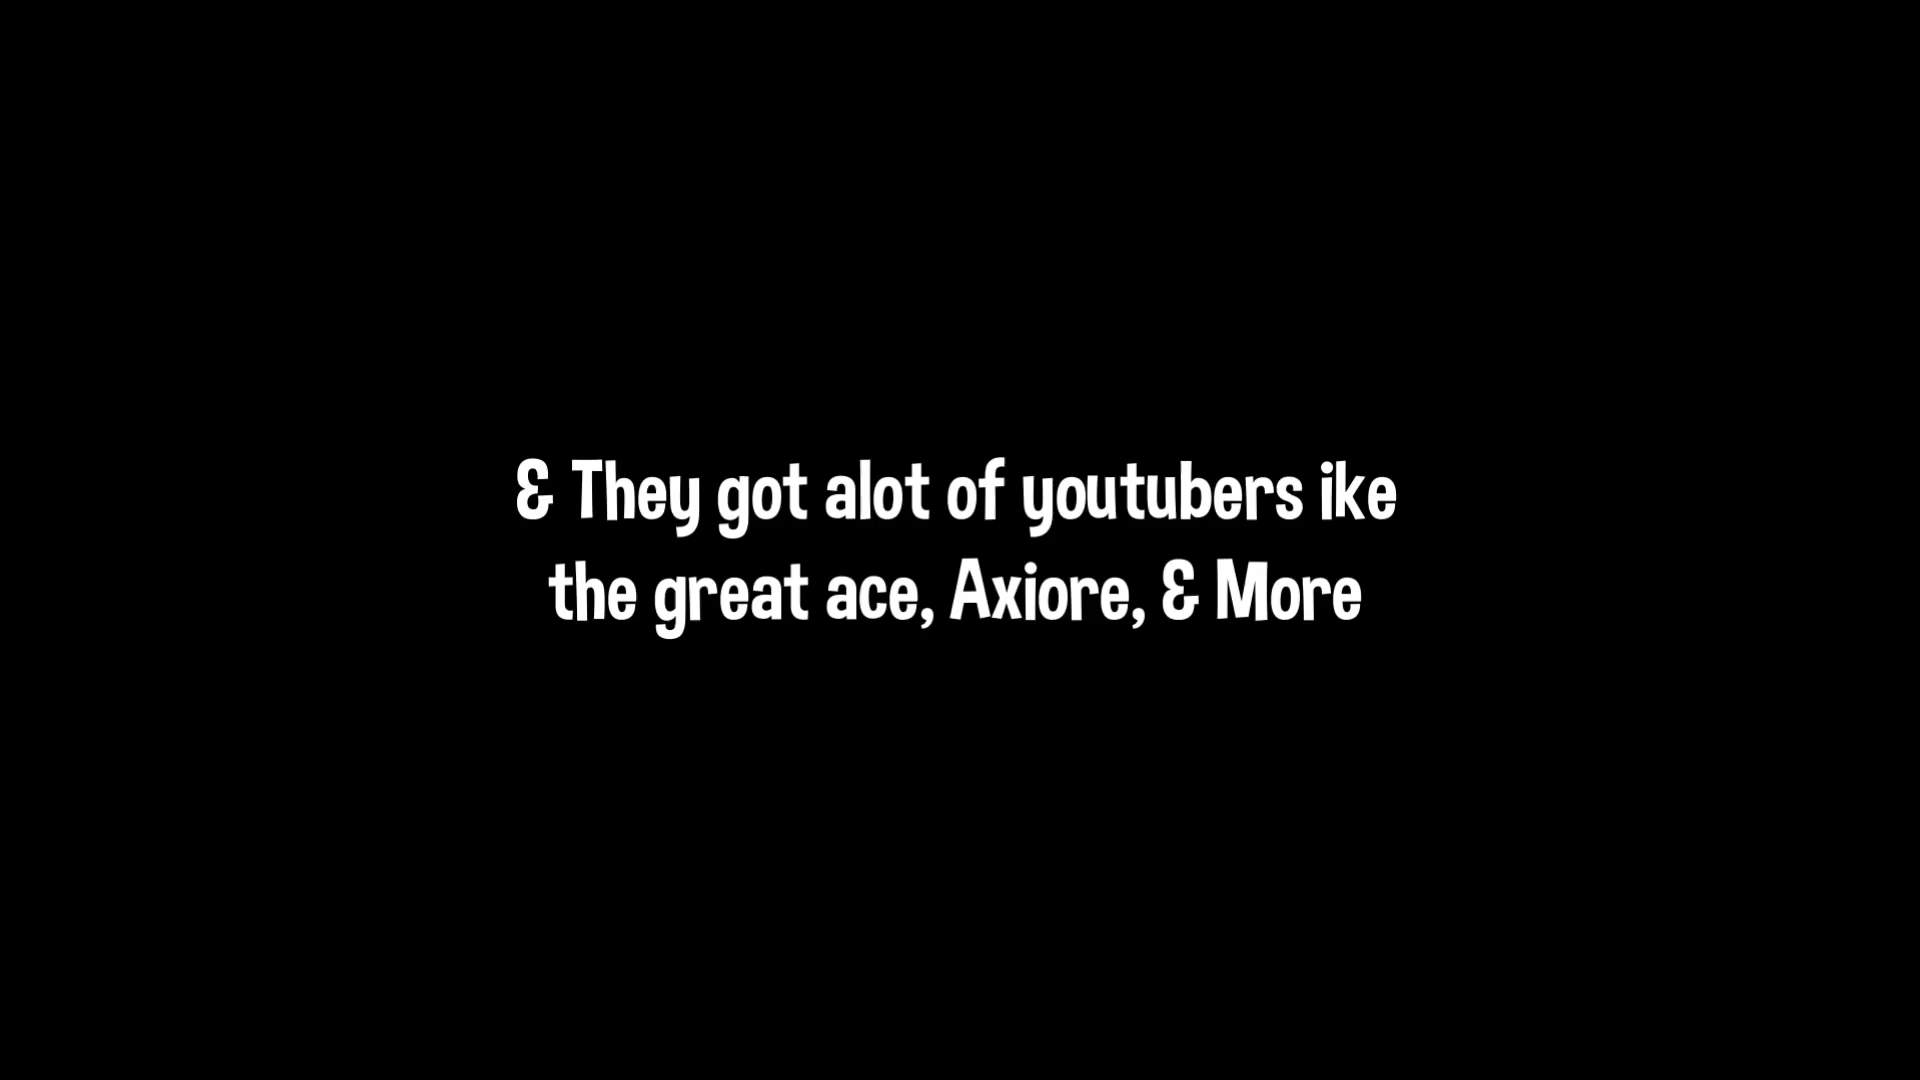 & They got alot of youtubers ike
the great ace, Axiore, & More